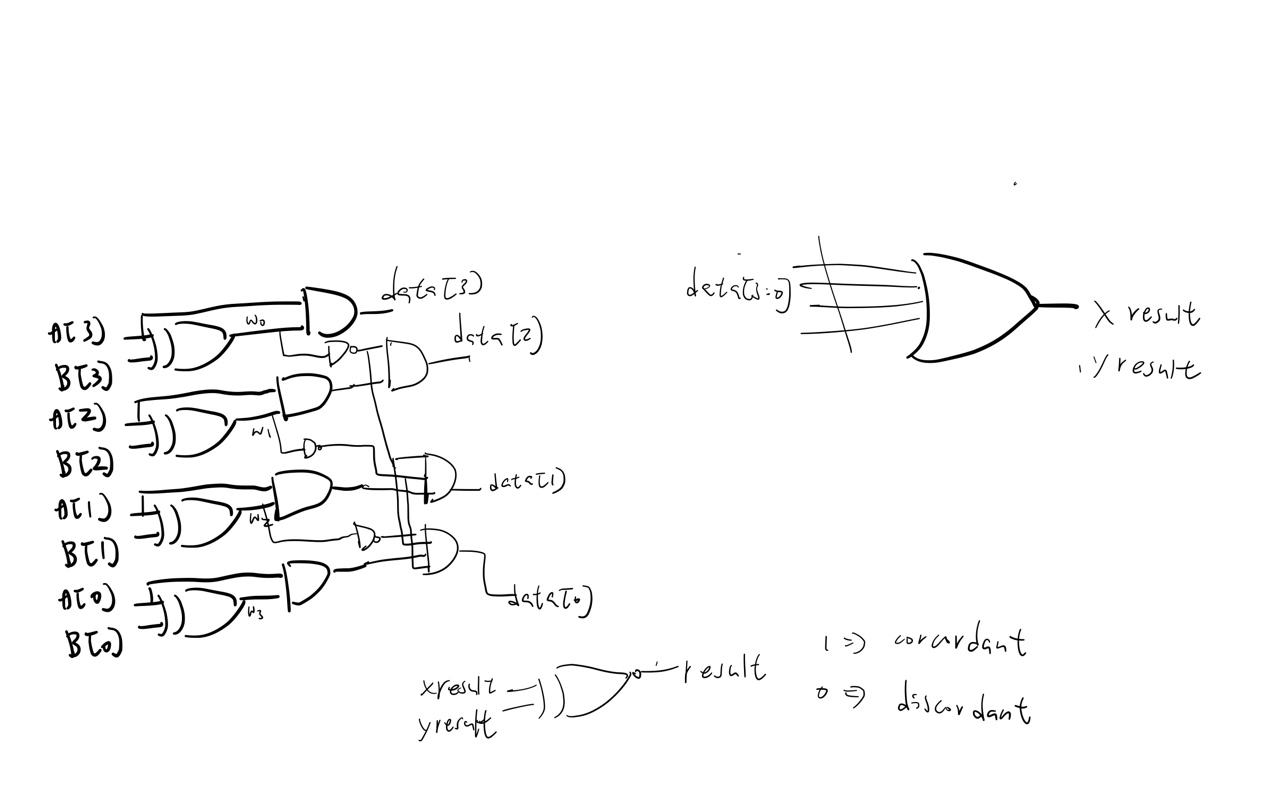 data[3]
data[2]
A[3]
w0
B[3]
A[2]
w1
B[2]
A[1]
w2
B[1]
A[0]
w3
B[0]
data[1]
data[0]
data[3:0]
x result
y result
xresult
yresult
result
1 => concordant
0 => discordant